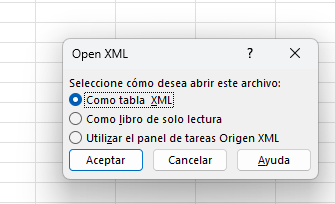 Open XML
?
Seleccione cómo desea abrir este archivo:
Como tabla XML
Como libro de solo lectura
Utilizar el panel de tareas Origen XML
Aceptar Cancelar Ayuda